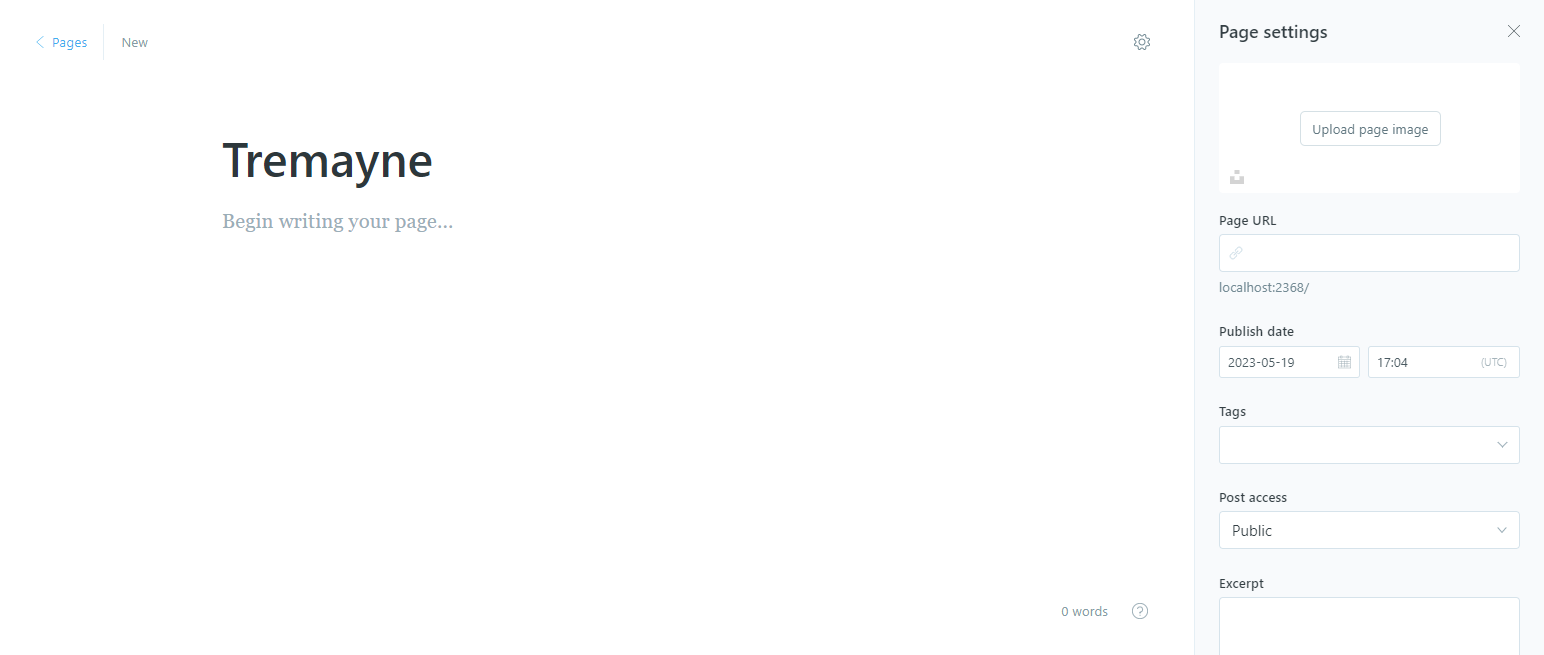 Pages
New
Tremayne
Begin writing your page...
0 words
Page settings
Upload page image
Page URL
localhost:2368/
Publish date
2023-05-19
17:04 (UTC)
Tags
Post access
Public
Excerpt